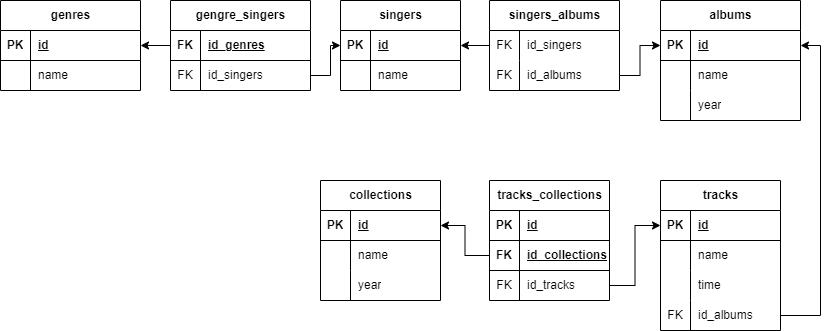 genres
PK id
name
gengre_singers
FK id_genres
FK id_singers
singers
PK id
name
singers_albums
FK id_singers
FK id_albums
albums
PK id
name
year
collections
PK id
name
year
tracks_collections
PK id
FK id_collections
FK id_tracks
tracks
PK id
name
time
FK id_albums